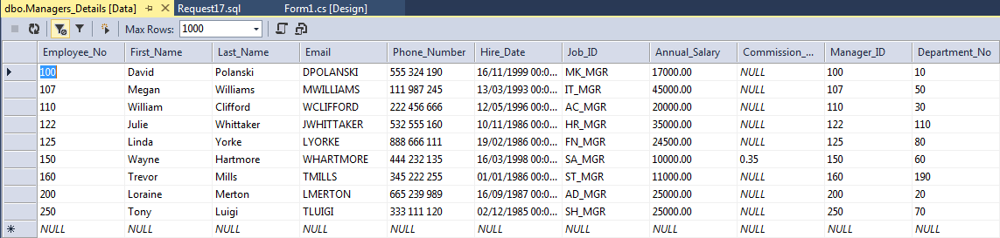 dbo.Managers_Details [Data] Request17.sql Form1.cs [Design]
Max Rows: 1000
Employee_No First_Name Last_Name Email Phone_Number Hire_Date Job_ID Annual_Salary Commission_... Manager_ID Department_No
100 David Polanski DPOLANSKI 555 324 190 16/11/1999 00:0... MK_MGR 17000.00 NULL 100 10
107 Megan Williams MWILLIAMS 111 987 245 13/03/1993 00:0... IT_MGR 45000.00 NULL 107 50
110 William Clifford WCLIFFORD 222 456 666 12/05/1996 00:0... AC_MGR 20000.00 NULL 110 30
122 Julie Whittaker JWHITTAKER 532 555 160 10/11/1986 00:0... HR_MGR 35000.00 NULL 122 110
125 Linda Yorke LYORKE 888 666 111 19/02/1986 00:0... FN_MGR 24500.00 NULL 125 80
150 Wayne Hartmore WHARTMORE 444 232 135 16/03/1998 00:0... SA_MGR 10000.00 0.35 150 60
160 Trevor Mills TMILLS 345 222 255 01/01/1986 00:0... ST_MGR 11000.00 NULL 160 190
200 Loraine Merton LMERTON 665 239 989 16/09/1987 00:0... AD_MGR 25000.00 NULL 200 20
250 Tony Luigi TLUIGI 333 111 120 02/12/1985 00:0... SH_MGR 25000.00 NULL 250 70
NULL NULL NULL NULL NULL NULL NULL NULL NULL NULL NULL